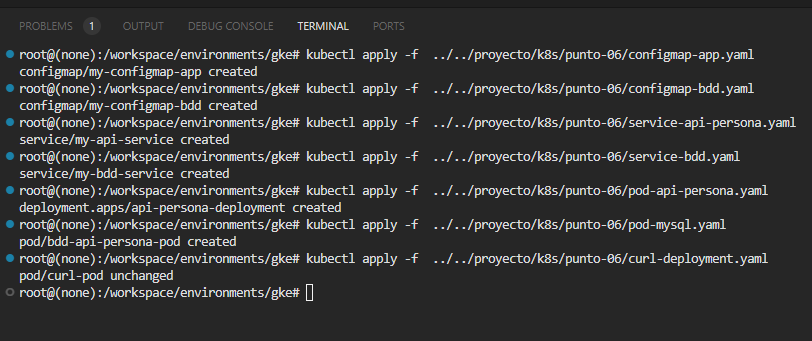 PROBLEMS 1 OUTPUT DEBUG CONSOLE TERMINAL PORTS
root@(none):/workspace/environments/gke# kubectl apply -f  ../../proyecto/k8s/punto-06/configmap-app.yaml
configmap/my-configmap-app created
root@(none):/workspace/environments/gke# kubectl apply -f  ../../proyecto/k8s/punto-06/configmap-bdd.yaml
configmap/my-configmap-bdd created
root@(none):/workspace/environments/gke# kubectl apply -f  ../../proyecto/k8s/punto-06/service-api-persona.yaml
service/my-api-service created
root@(none):/workspace/environments/gke# kubectl apply -f  ../../proyecto/k8s/punto-06/service-bdd.yaml
service/my-bdd-service created
root@(none):/workspace/environments/gke# kubectl apply -f  ../../proyecto/k8s/punto-06/pod-api-persona.yaml
deployment.apps/api-persona-deployment created
root@(none):/workspace/environments/gke# kubectl apply -f  ../../proyecto/k8s/punto-06/pod-mysql.yaml
pod/bdd-api-persona-pod created
root@(none):/workspace/environments/gke# kubectl apply -f  ../../proyecto/k8s/punto-06/curl-deployment.yaml
pod/curl-pod unchanged
root@(none):/workspace/environments/gke#